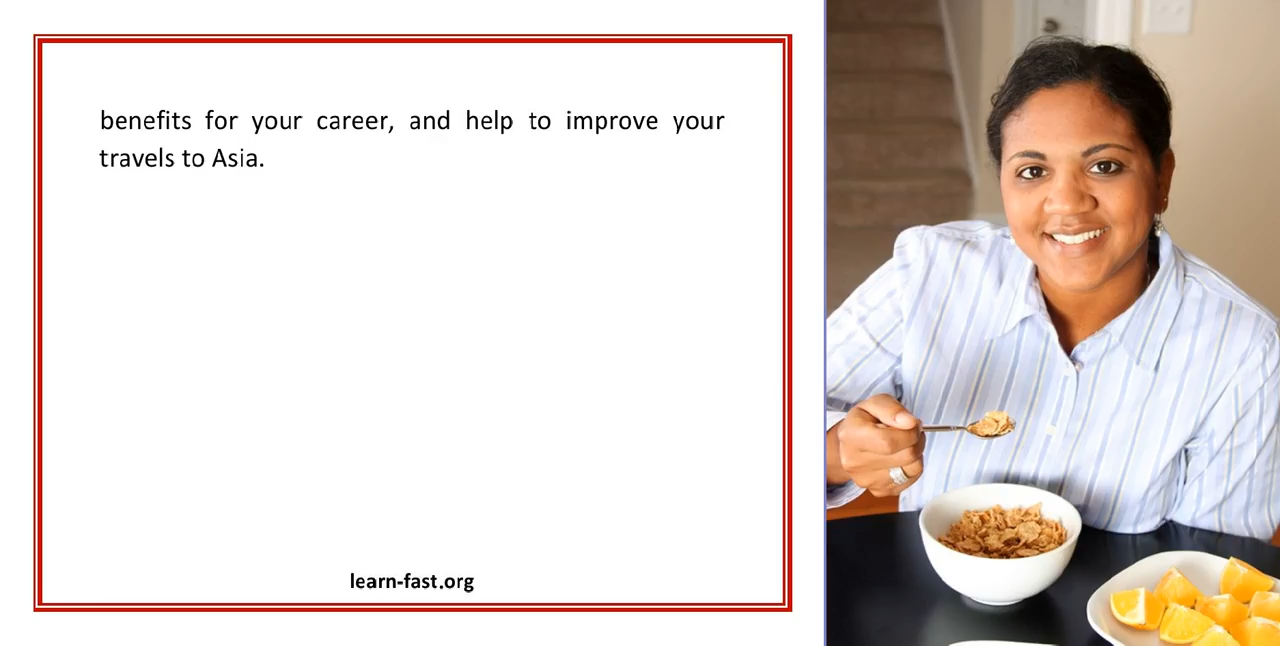 benefits for your career, and help to improve your
travels to Asia.
learn-fast.org